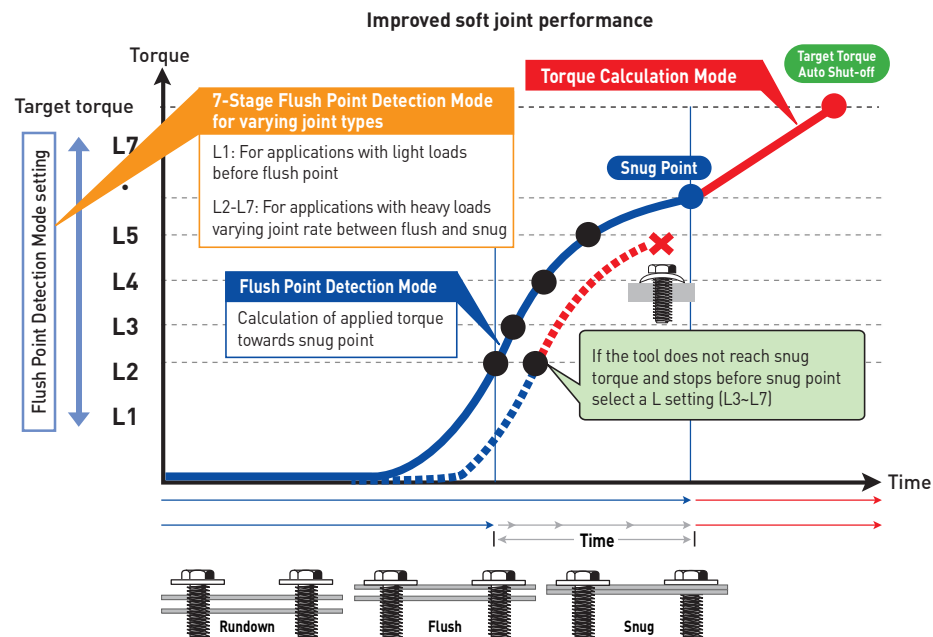 Improved soft joint performance
Torque
Target Torque
Auto Shut-off
Torque Calculation Mode
Target torque
7-Stage Flush Point Detection Mode
for varying joint types
L1: For applications with light loads
before flush point
L2-L7: For applications with heavy loads
varying joint rate between flush and snug
Flush Point Detection Mode setting
L7
.
L5
L4
L3
L2
L1
Snug Point
Flush Point Detection Mode
Calculation of applied torque
towards snug point
If the tool does not reach snug
torque and stops before snug point
select a L setting (L3~L7)
Time
Time
Rundown
Flush
Snug